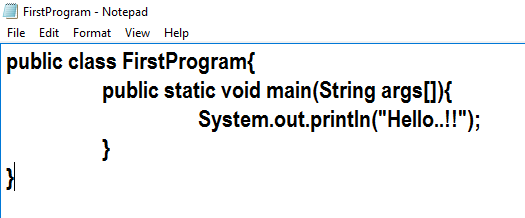 FirstProgram - Notepad
File Edit Format View Help
public class FirstProgram{
public static void main(String args[]){
System.out.println("Hello..!!");
}
}